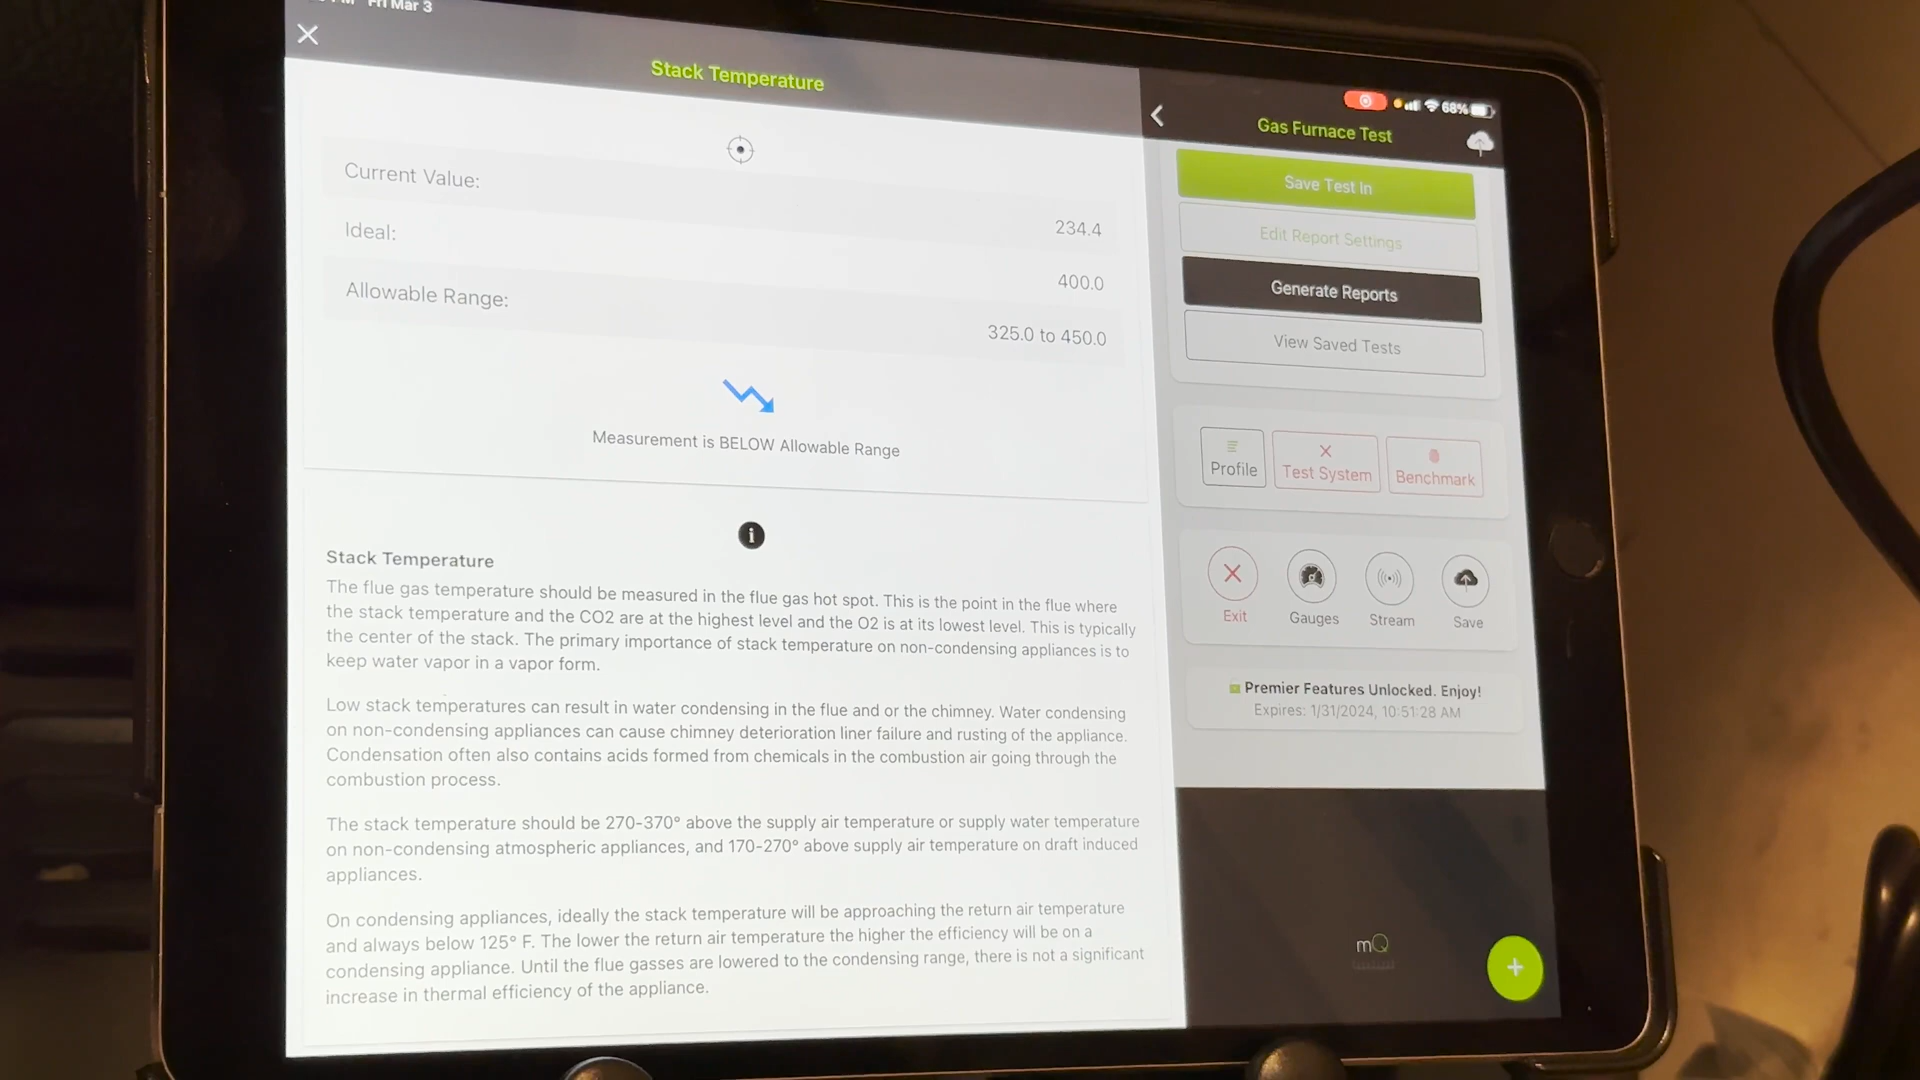 Fri Mar 3
Stack Temperature
Current Value:
234.4
Ideal:
400.0
Allowable Range:
325.0 to 450.0
Measurement is BELOW Allowable Range
i
Stack Temperature
The flue gas temperature should be measured in the flue gas hot spot. This is the point in the flue where
the stack temperature and the CO2 are at the highest level and the O2 is at its lowest level. This is typically
the center of the stack. The primary importance of stack temperature on non-condensing appliances is to
keep water vapor in a vapor form.
Low stack temperatures can result in water condensing in the flue and or the chimney. Water condensing
on non-condensing appliances can cause chimney deterioration liner failure and rusting of the appliance.
Condensation often also contains acids formed from chemicals in the combustion air going through the
combustion process.
The stack temperature should be 270-370° above the supply air temperature or supply water temperature
on non-condensing atmospheric appliances, and 170-270° above supply air temperature on draft induced
appliances.
On condensing appliances, ideally the stack temperature will be approaching the return air temperature
and always below 125° F. The lower the return air temperature the higher the efficiency will be on a
condensing appliance. Until the flue gasses are lowered to the condensing range, there is not a significant
increase in thermal efficiency of the appliance.
68%
Gas Furnace Test
Save Test In
Edit Report Settings
Generate Reports
View Saved Tests
Profile
Test System
Benchmark
Exit
Gauges
Stream
Save
Premier Features Unlocked. Enjoy!
Expires: 1/31/2024, 10:51:28 AM
mQ